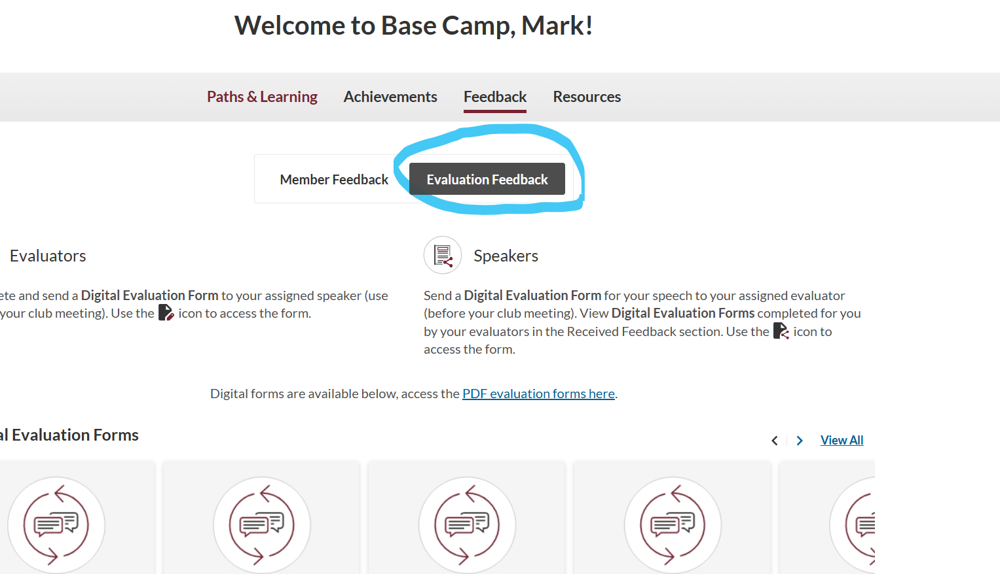 Welcome to Base Camp, Mark!
Paths & Learning Achievements Feedback Resources
Member Feedback Evaluation Feedback
Evaluators
and send a Digital Evaluation Form to your assigned speaker (use
your club meeting). Use the icon to access the form.
Speakers
Send a Digital Evaluation Form for your speech to your assigned evaluator
(before your club meeting). View Digital Evaluation Forms completed for you
by your evaluators in the Received Feedback section. Use the icon to
access the form.
Digital forms are available below, access the PDF evaluation forms here.
Evaluation Forms
View All